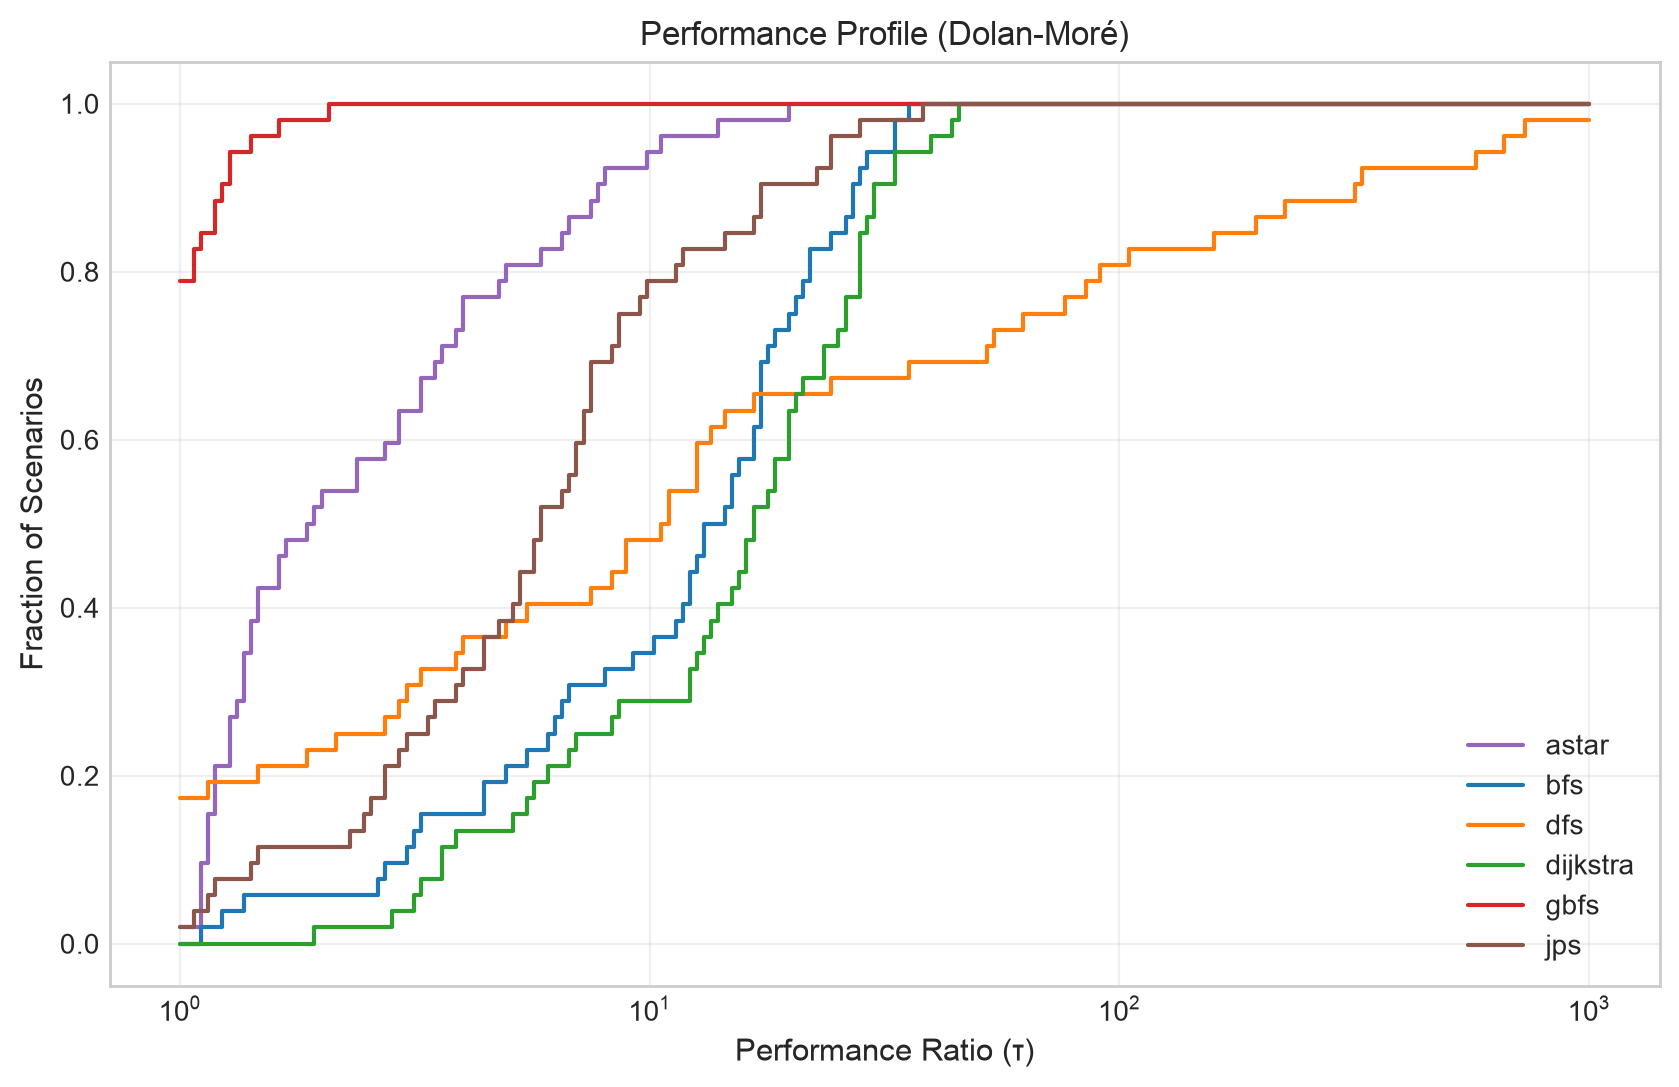 Performance Profile (Dolan-Moré)
Fraction of Scenarios
1.0
0.8
0.6
0.4
0.2
0.0
10⁰
10¹
10²
10³
Performance Ratio (τ)
astar
bfs
dfs
dijkstra
gbfs
jps